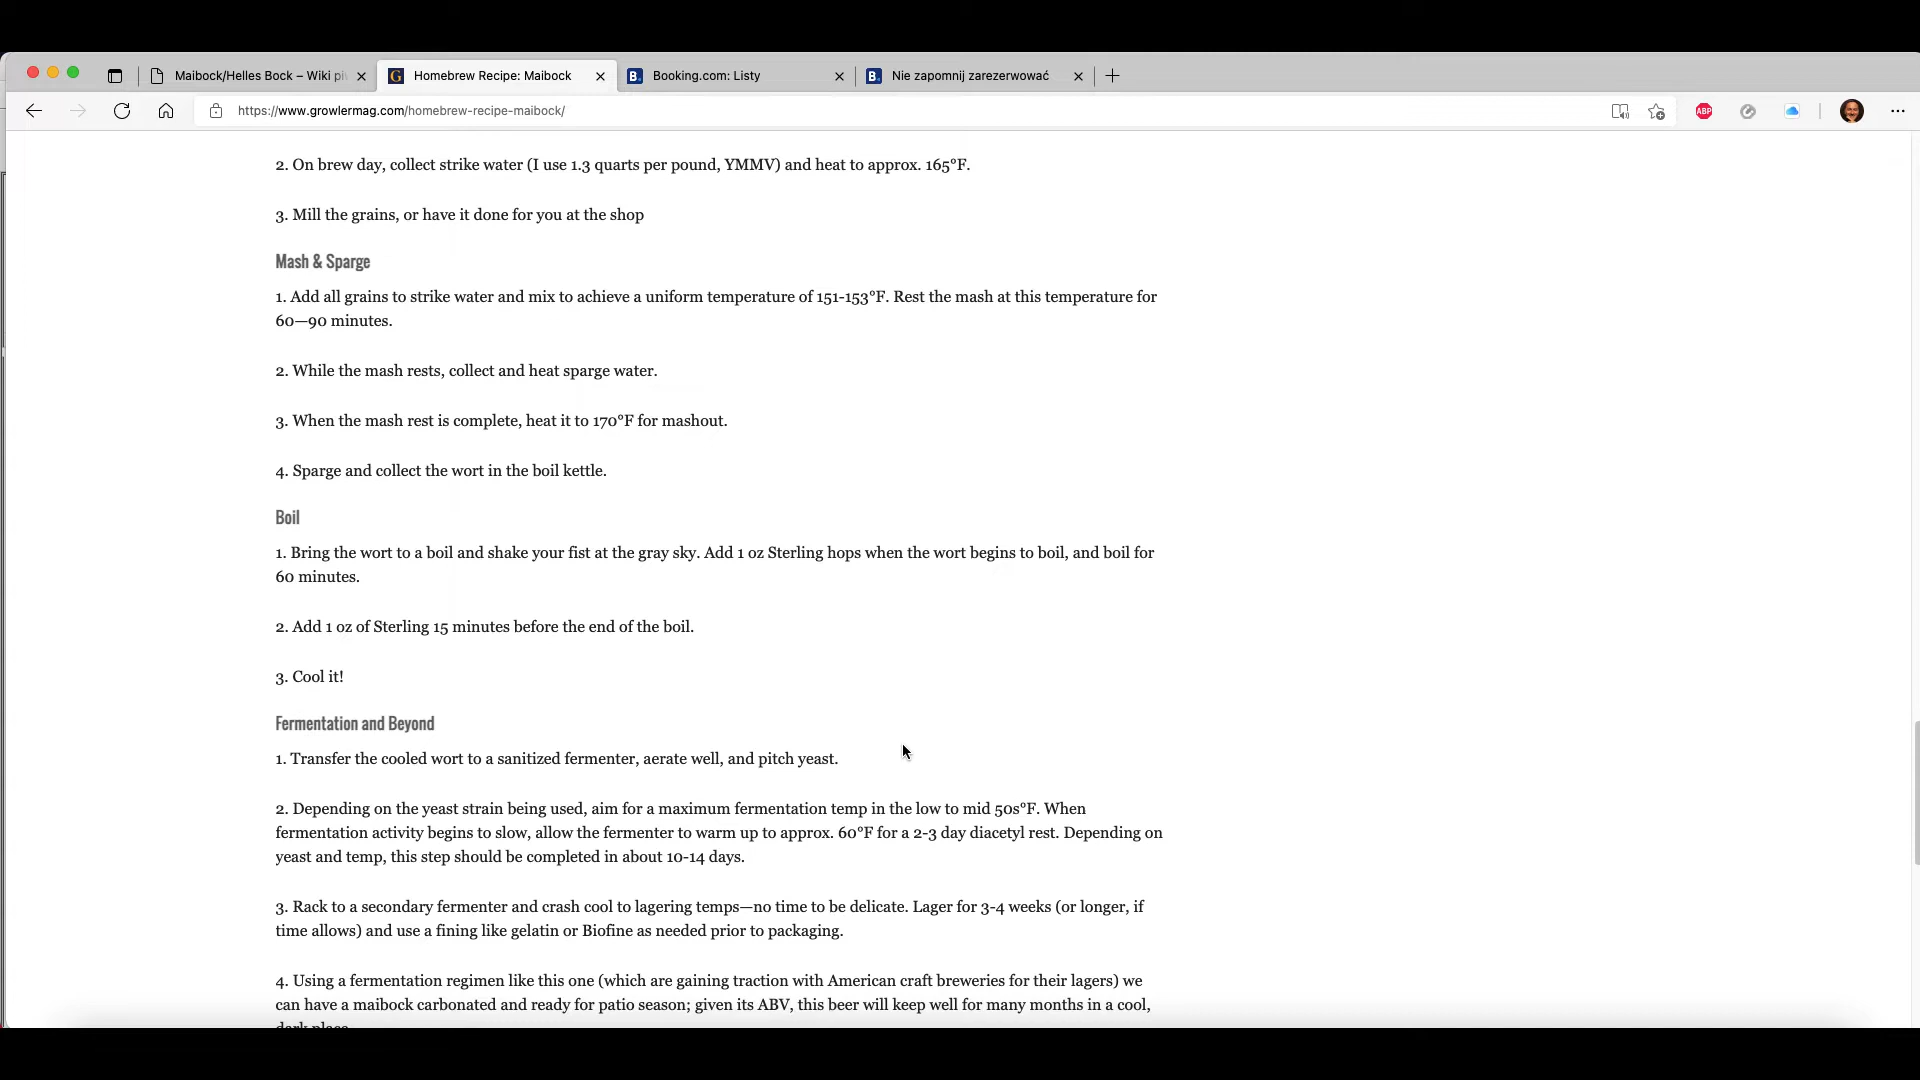 Maibock/Helles Bock – Wiki pi
Homebrew Recipe: Maibock
Booking.com: Listy
Nie zapomnij zarezerwować
https://www.growlermag.com/homebrew-recipe-maibock/
ABP
2. On brew day, collect strike water (I use 1.3 quarts per pound, YMMV) and heat to approx. 165°F.
3. Mill the grains, or have it done for you at the shop
Mash & Sparge
1. Add all grains to strike water and mix to achieve a uniform temperature of 151-153°F. Rest the mash at this temperature for
60—90 minutes.
2. While the mash rests, collect and heat sparge water.
3. When the mash rest is complete, heat it to 170°F for mashout.
4. Sparge and collect the wort in the boil kettle.
Boil
1. Bring the wort to a boil and shake your fist at the gray sky. Add 1 oz Sterling hops when the wort begins to boil, and boil for
60 minutes.
2. Add 1 oz of Sterling 15 minutes before the end of the boil.
3. Cool it!
Fermentation and Beyond
1. Transfer the cooled wort to a sanitized fermenter, aerate well, and pitch yeast.
2. Depending on the yeast strain being used, aim for a maximum fermentation temp in the low to mid 50s°F. When
fermentation activity begins to slow, allow the fermenter to warm up to approx. 60°F for a 2-3 day diacetyl rest. Depending on
yeast and temp, this step should be completed in about 10-14 days.
3. Rack to a secondary fermenter and crash cool to lagering temps—no time to be delicate. Lager for 3-4 weeks (or longer, if
time allows) and use a fining like gelatin or Biofine as needed prior to packaging.
4. Using a fermentation regimen like this one (which are gaining traction with American craft breweries for their lagers) we
can have a maibock carbonated and ready for patio season; given its ABV, this beer will keep well for many months in a cool,
dark place